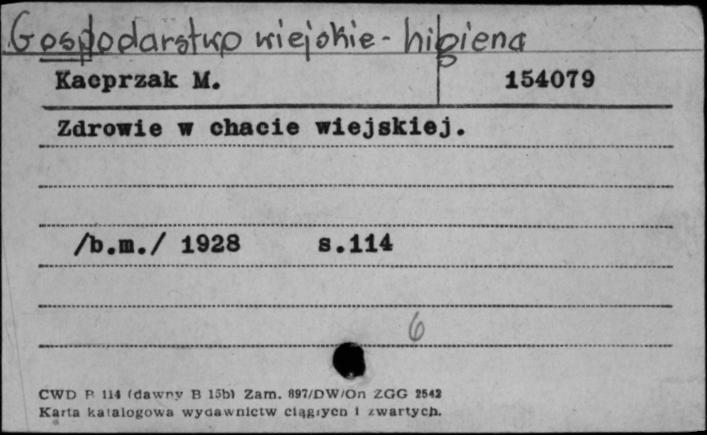 Gospodarstwo wiejskie - higiena
Kacprzak M. 154079
Zdrowie w chacie wiejskiej.
/b.m./ 1928 s.114
6
CWD P 114 (dawny B 15b) Zam. 897/DW/On ZGG 2542
Karta katalogowa wydawnictw ciągłych i zwartych.